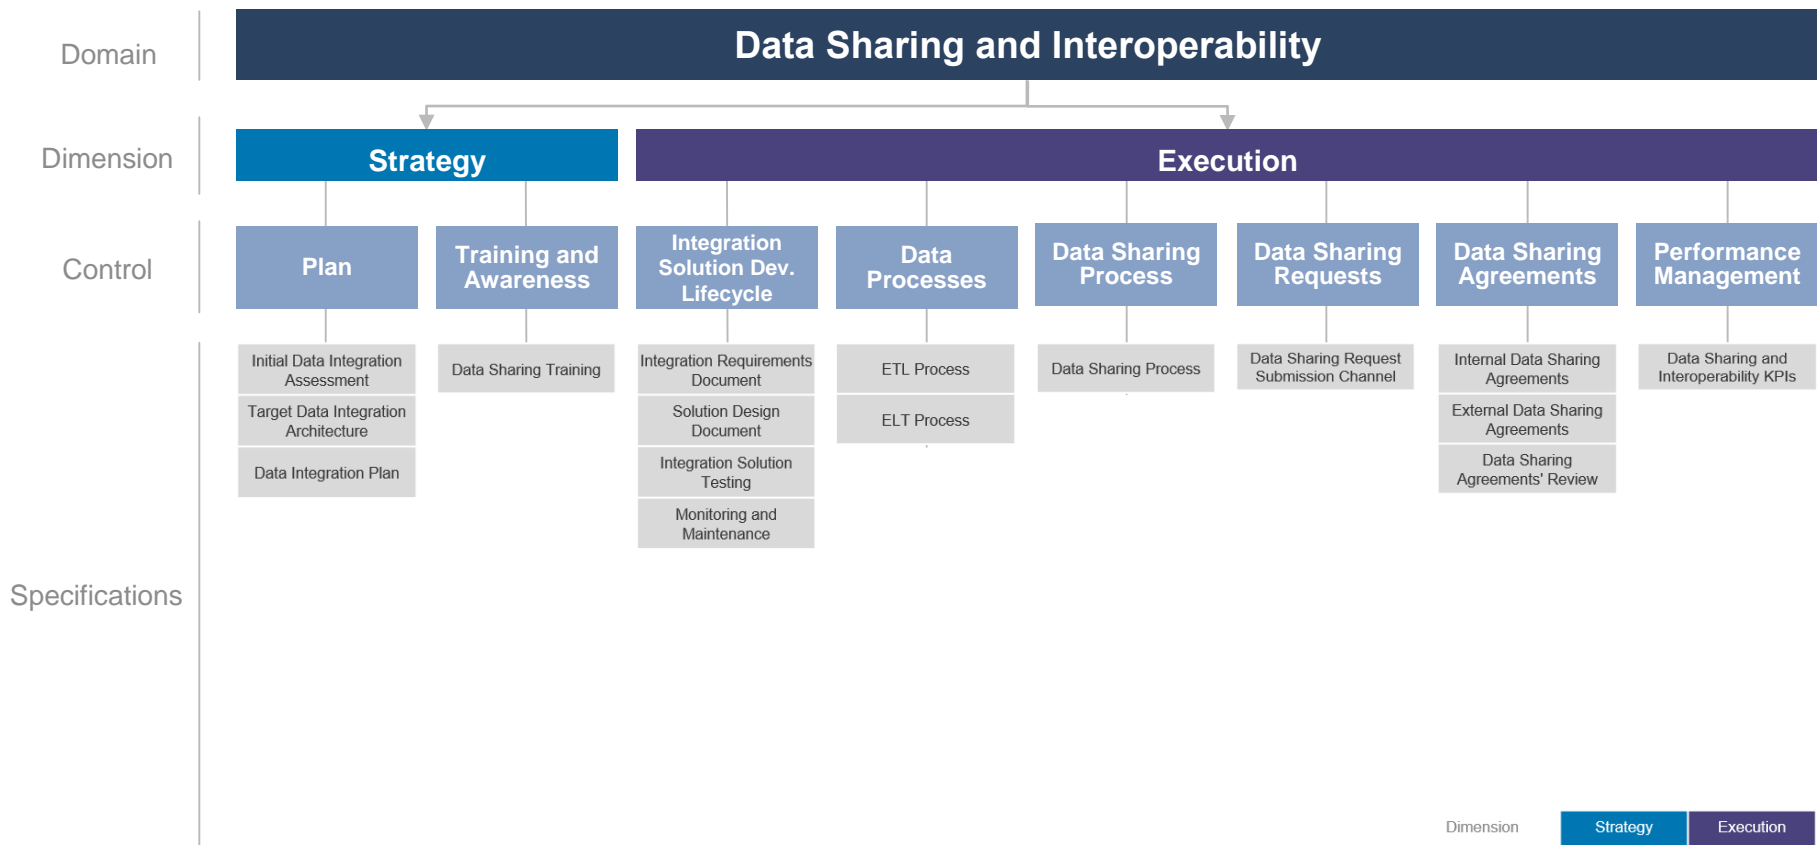 Domain
Data Sharing and Interoperability
Dimension
Strategy
Execution
Control
Plan
Training and
Awareness
Integration
Solution Dev.
Lifecycle
Data
Processes
Data Sharing
Process
Data Sharing
Requests
Data Sharing
Agreements
Performance
Management
Specifications
Initial Data Integration
Assessment
Target Data Integration
Architecture
Data Integration Plan
Data Sharing Training
Integration Requirements
Document
Solution Design
Document
Integration Solution
Testing
Monitoring and
Maintenance
ETL Process
ELT Process
Data Sharing Process
Data Sharing Request
Submission Channel
Internal Data Sharing
Agreements
External Data Sharing
Agreements
Data Sharing
Agreements' Review
Data Sharing and
Interoperability KPIs
Dimension
Strategy
Execution